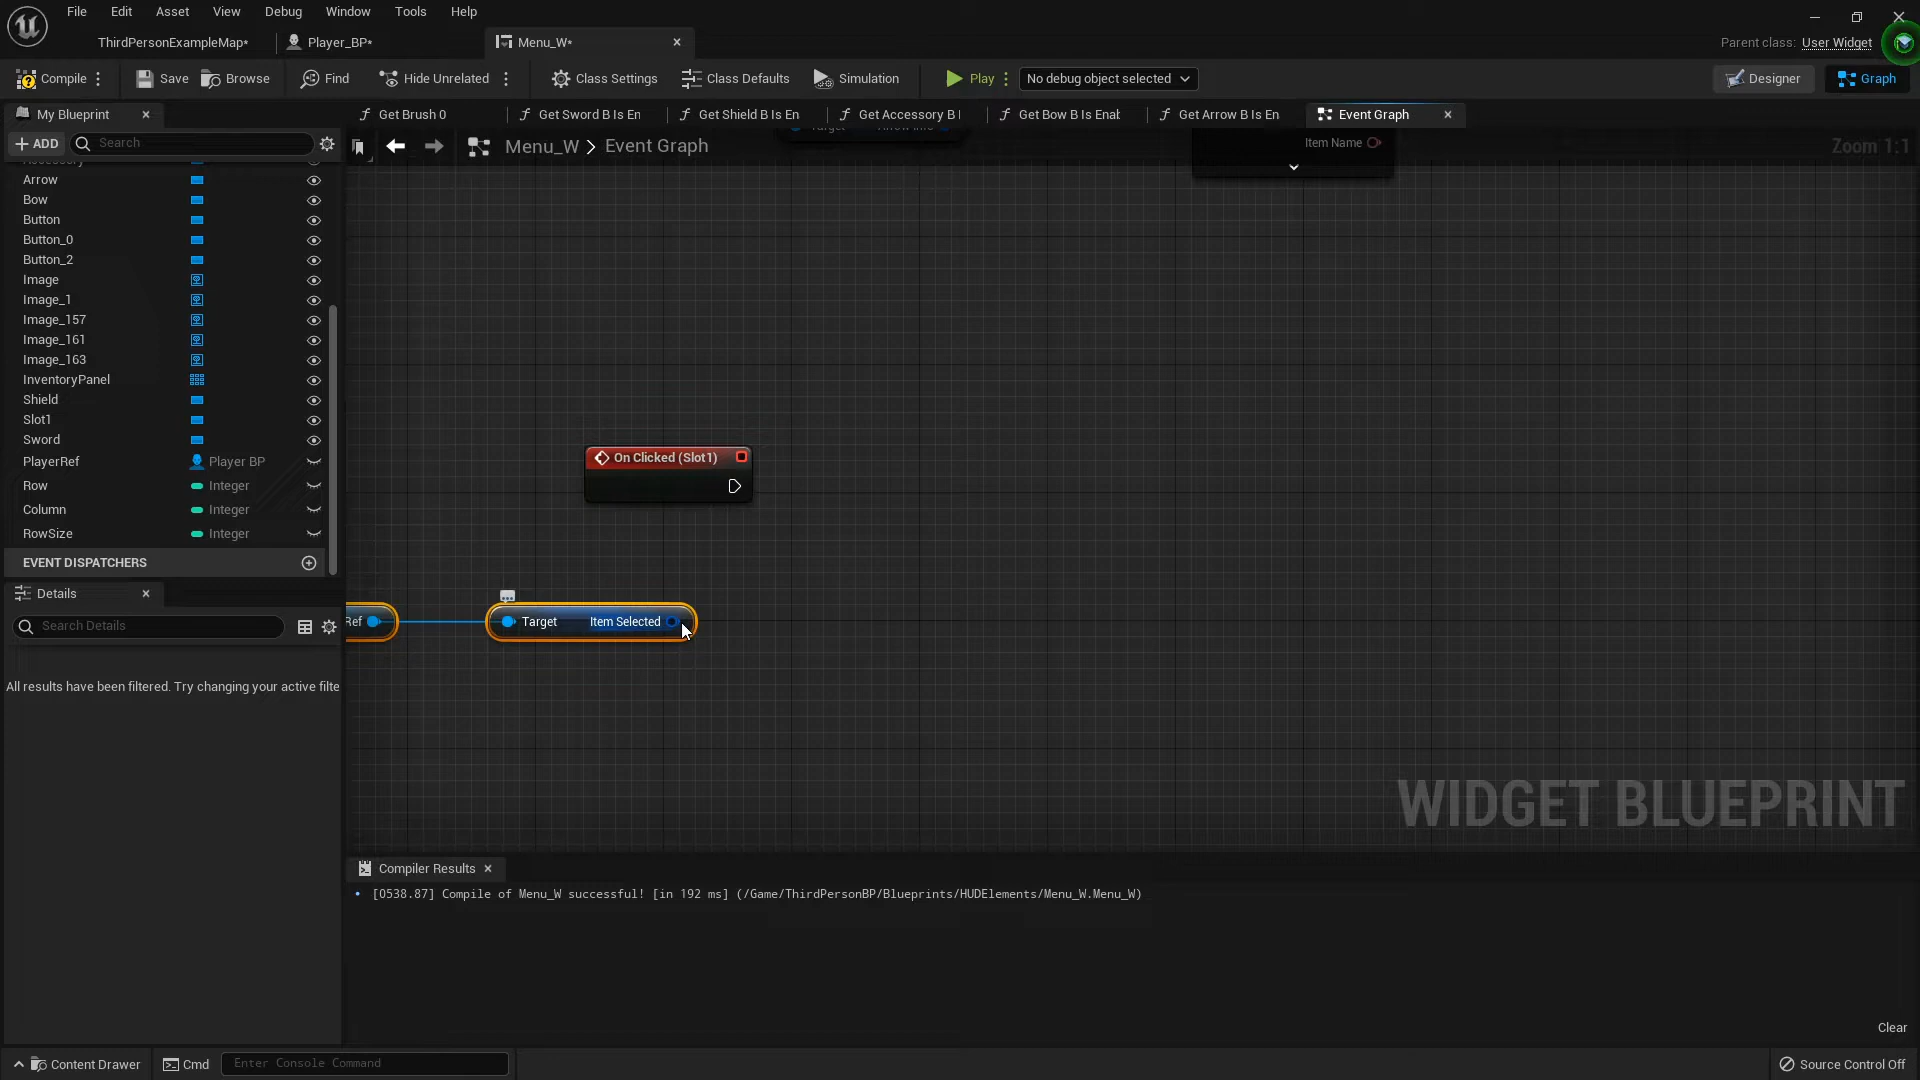 File Edit Asset View Debug Window Tools Help
ThirdPersonExampleMap* Player_BP* Menu_W* Parent class: User Widget
Compile Save Browse Find Hide Unrelated Class Settings Class Defaults Simulation Play No debug object selected Designer Graph
My Blueprint Get Brush 0 Get Sword B Is En Get Shield B Is En Get Accessory B I Get Bow B Is Enat Get Arrow B Is En Event Graph
ADD Search Menu_W > Event Graph Zoom 1:1
Item Name
Arrow
Bow
Button
Button_0
Button_2
Image
Image_1
Image_157
Image_161
Image_163
InventoryPanel
Shield
Slot1
Sword
PlayerRef Player BP
Row Integer
Column Integer
RowSize Integer
EVENT DISPATCHERS
On Clicked (Slot1)
Details
Search Details
Ref Target Item Selected
All results have been filtered. Try changing your active filte
WIDGET BLUEPRINT
Compiler Results
[0538.87] Compile of Menu_W successful! [in 192 ms] (/Game/ThirdPersonBP/Blueprints/HUDElements/Menu_W.Menu_W)
Clear
Content Drawer Cmd Enter Console Command Source Control Off